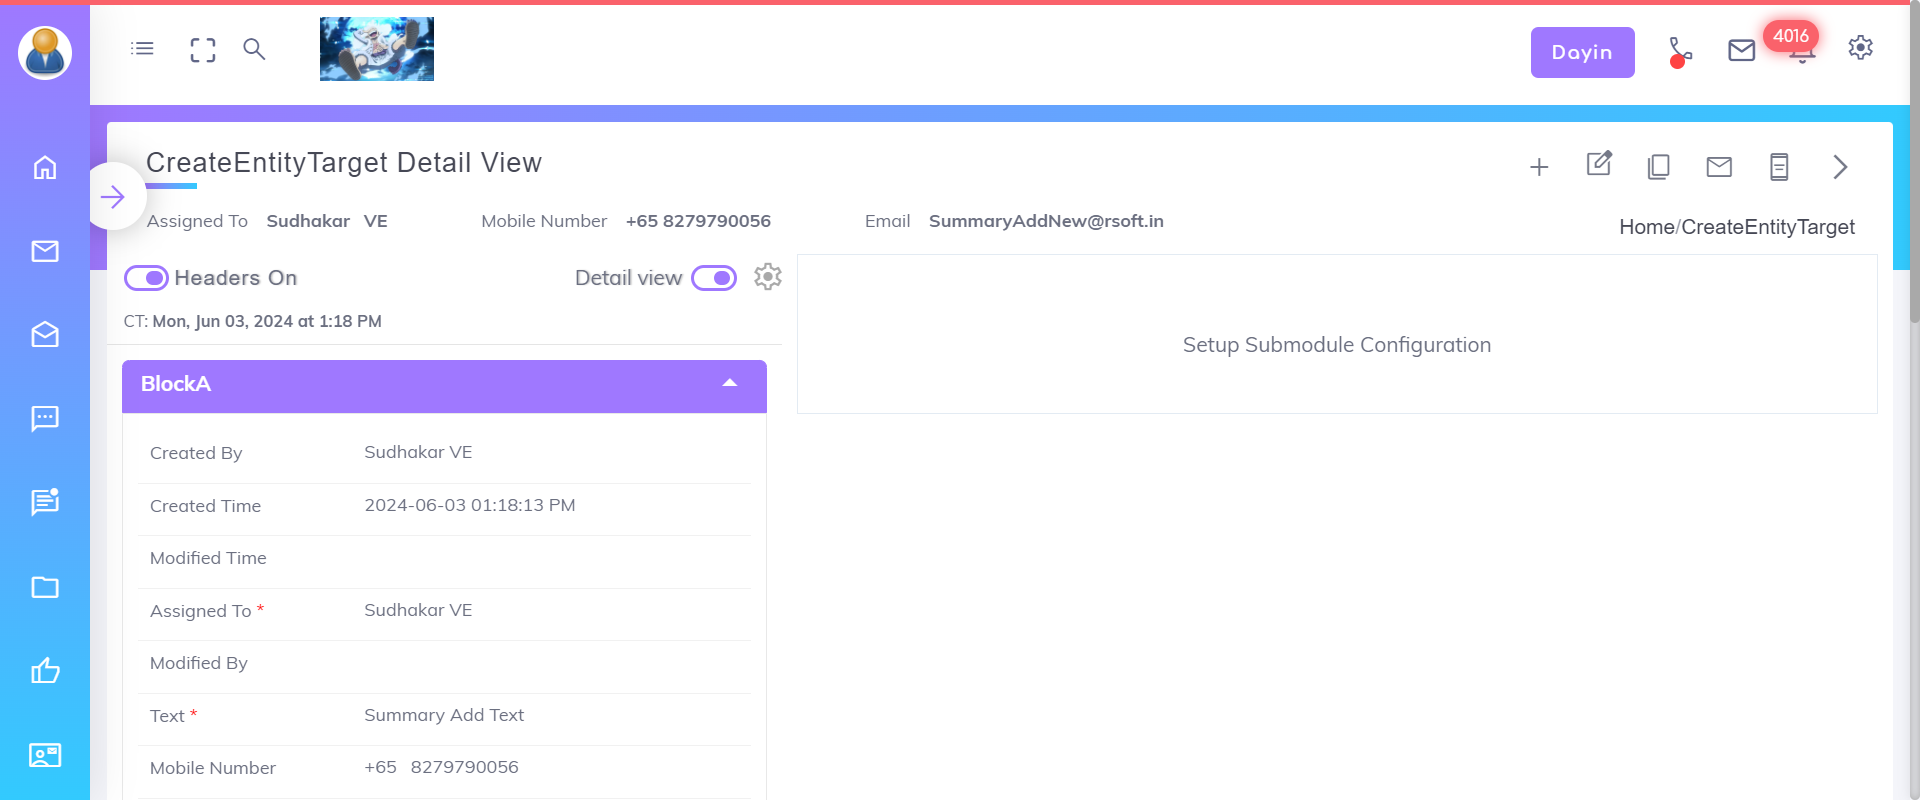 Dayin
4016
CreateEntityTarget Detail View
Assigned To Sudhakar VE Mobile Number +65 8279790056 Email SummaryAddNew@rsoft.in
Home/CreateEntityTarget
Headers On Detail view
CT: Mon, Jun 03, 2024 at 1:18 PM
Setup Submodule Configuration
BlockA
Created By Sudhakar VE
Created Time 2024-06-03 01:18:13 PM
Modified Time
Assigned To * Sudhakar VE
Modified By
Text * Summary Add Text
Mobile Number +65 8279790056